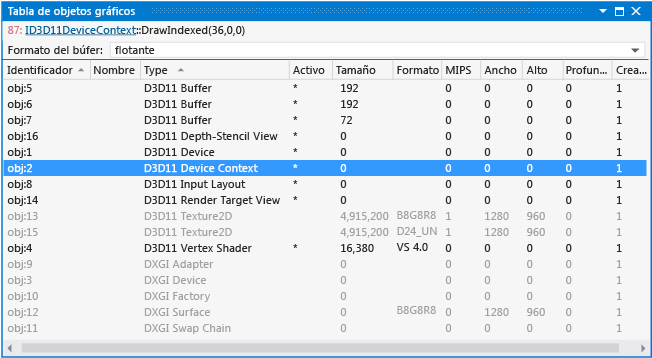 Tabla de objetos gráficos
87: ID3D11DeviceContext::DrawIndexed(36,0,0)
Formato del búfer: flotante
Identificador Nombre Type Activo Tamaño Formato MIPS Ancho Alto Profun... Crea...
obj:5 D3D11 Buffer * 192 0 0 0 0 1
obj:6 D3D11 Buffer * 192 0 0 0 0 1
obj:7 D3D11 Buffer * 72 0 0 0 0 1
obj:16 D3D11 Depth-Stencil View * 0 0 0 0 0 1
obj:1 D3D11 Device * 0 0 0 0 0 1
obj:2 D3D11 Device Context * 0 0 0 0 0 1
obj:8 D3D11 Input Layout * 0 0 0 0 0 1
obj:14 D3D11 Render Target View * 0 0 0 0 0 1
obj:13 D3D11 Texture2D 4,915,200 B8G8R8 1 1280 960 0 1
obj:15 D3D11 Texture2D 4,915,200 D24_UN 1 1280 960 0 1
obj:4 D3D11 Vertex Shader * 16,380 VS 4.0 0 0 0 0 1
obj:9 DXGI Adapter 0 0 0 0 0 1
obj:3 DXGI Device 0 0 0 0 0 1
obj:10 DXGI Factory 0 0 0 0 0 1
obj:12 DXGI Surface 0 B8G8R8 0 1280 960 0 1
obj:11 DXGI Swap Chain 0 0 0 0 0 1